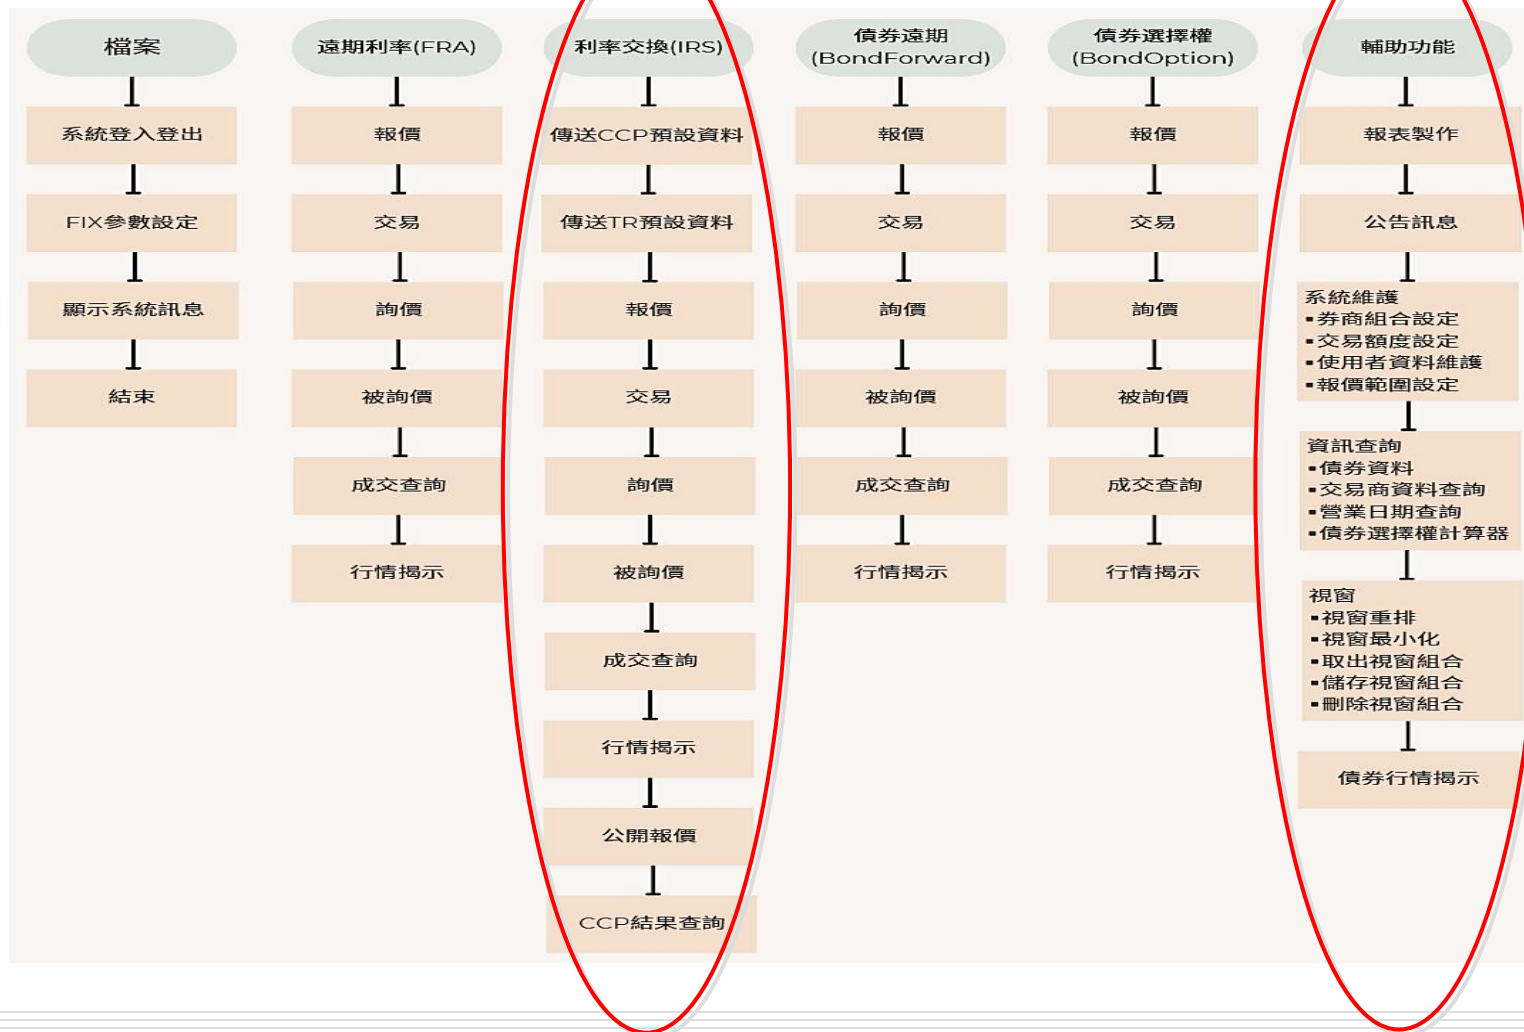 檔案
系統登入登出
FIX參數設定
顯示系統訊息
結束
遠期利率(FRA)
報價
交易
詢價
被詢價
成交查詢
行情揭示
利率交換(IRS)
傳送CCP預設資料
傳送TR預設資料
報價
交易
詢價
被詢價
成交查詢
行情揭示
公開報價
CCP結果查詢
債券遠期
(BondForward)
報價
交易
詢價
被詢價
成交查詢
行情揭示
債券選擇權
(BondOption)
報價
交易
詢價
被詢價
成交查詢
行情揭示
輔助功能
報表製作
公告訊息
系統維護
▪券商組合設定
▪交易額度設定
▪使用者資料維護
▪報價範圍設定
資訊查詢
▪債券資料
▪交易商資料查詢
▪營業日期查詢
▪債券選擇權計算器
視窗
▪視窗重排
▪視窗最小化
▪取出視窗組合
▪儲存視窗組合
▪刪除視窗組合
債券行情揭示